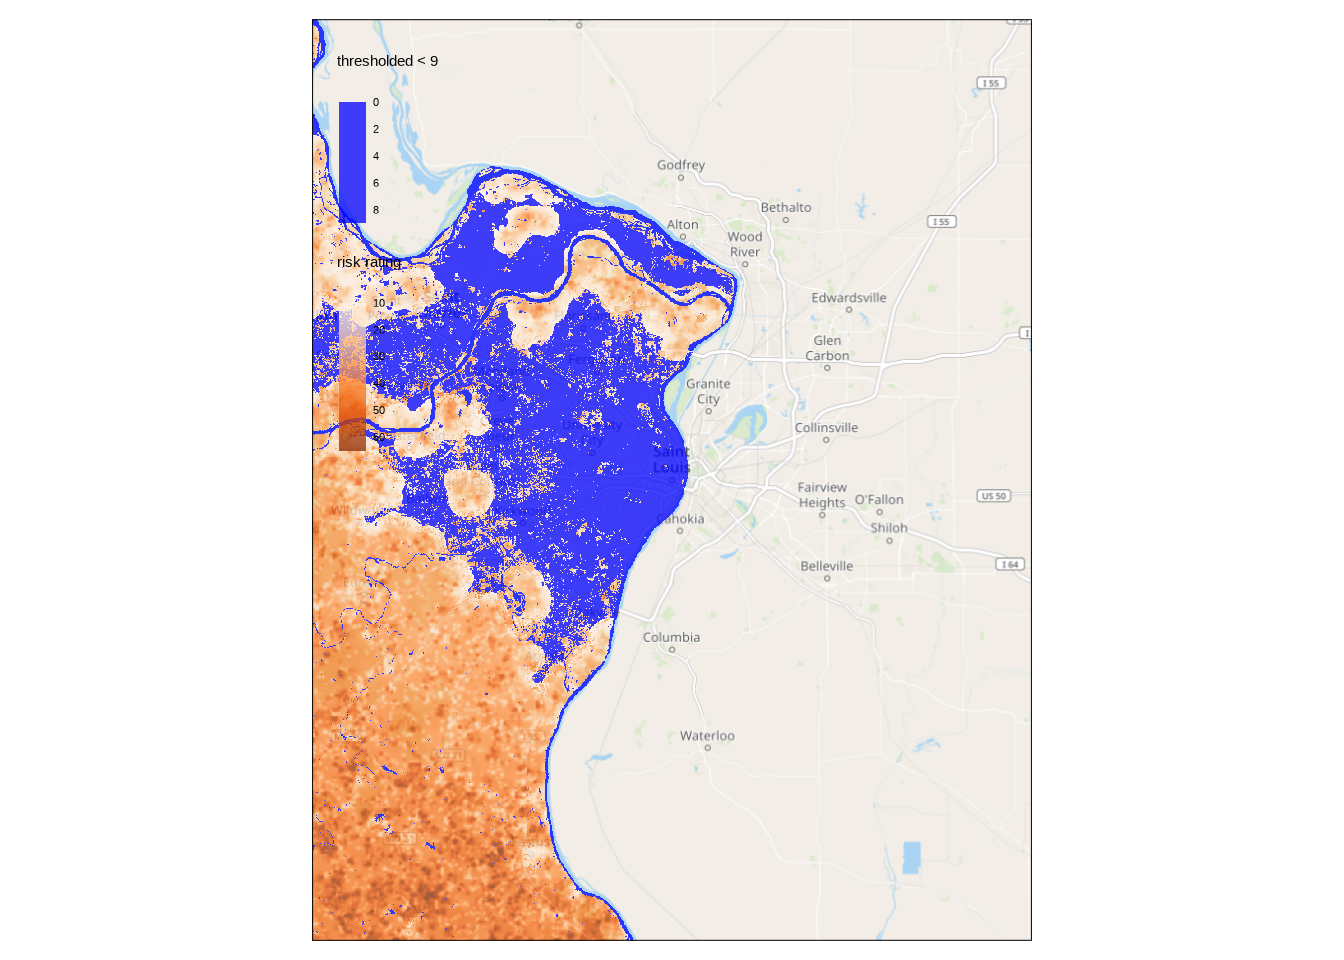 thresholded < 9
0
2
4
6
8
risk rating
10
20
30
40
50
60
I 55
Godfrey
Bethalto
I 55
Alton
Wood
River
Edwardsville
I
Glen
Carbon
Granite
City
Collinsville
University
City
Saint
Louis
Fairview
Heights
O'Fallon
US 50
Shiloh
Cahokia
I 64
Belleville
Columbia
Waterloo